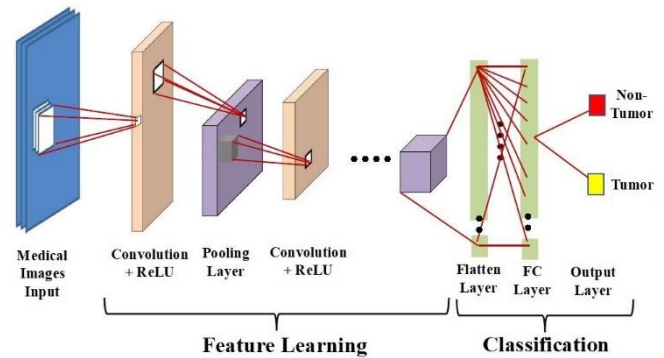 Non-
Tumor
Tumor
Medical
Images
Input
Convolution
+ ReLU
Pooling
Layer
Convolution
+ ReLU
Flatten
Layer
FC
Layer
Output
Layer
Feature Learning
Classification